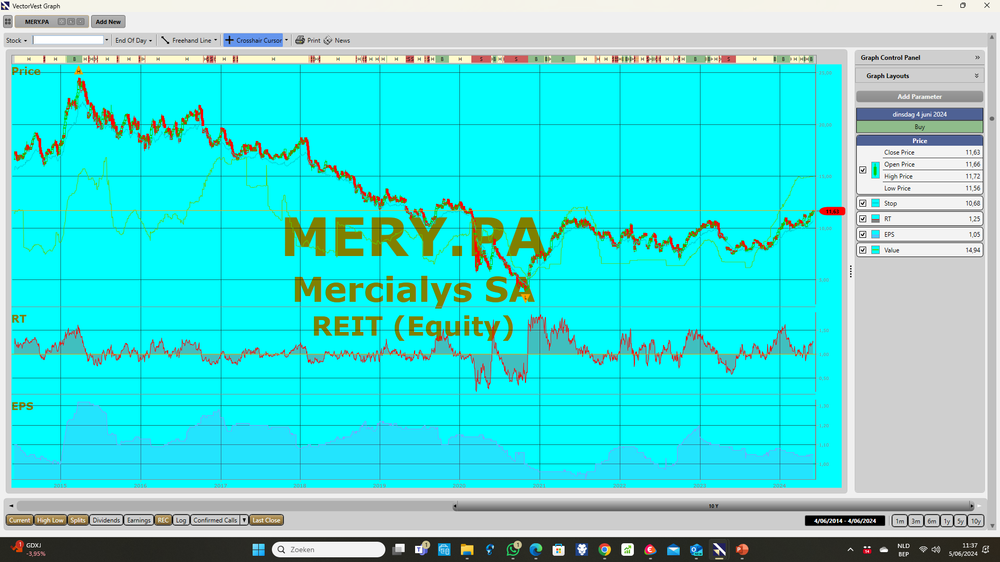 VectorVest Graph
MERY.PA
Add New
Stock
End Of Day
Freehand Line
Crosshair Cursor
Print
News
H S H B H H H H S H S H H H H S S H S H H H S S H H H H H S S H S B H S B H S B B B H H H S H S H H S H B B H H S H B B H H H B
Price
H
25,00
20,00
15,00
11,63
10,00
5,00
MERY.PA
Mercialys SA
REIT (Equity)
L
RT
1,50
1,00
0,50
EPS
1,30
1,20
1,10
1,00
2015 2016 2017 2018 2019 2020 2021 2022 2023 2024
Graph Control Panel
Graph Layouts
Add Parameter
dinsdag 4 juni 2024
Buy
Price
Close Price 11,63
Open Price 11,66
High Price 11,72
Low Price 11,56
Stop 10,68
RT 1,25
EPS 1,05
Value 14,94
10 Y
Current
High Low
Splits
Dividends
Earnings
REC
Log
Confirmed Calls
Last Close
4/06/2014 - 4/06/2024
1m 3m 6m 1y 5y 10y
1
GDXJ
-3,95%
Zoeken
1
1
NEW
14
NLD
BEP
11:37
5/06/2024